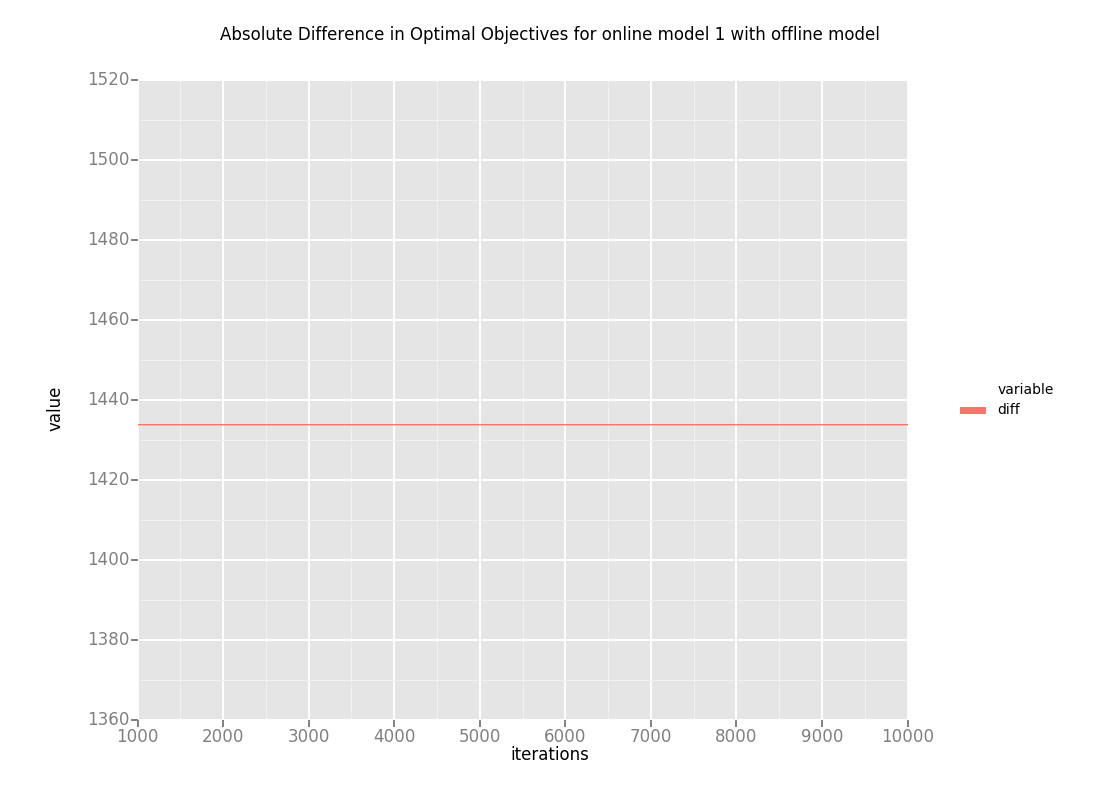 Absolute Difference in Optimal Objectives for online model 1 with offline model
1520
1500
1480
1460
1440
1420
1400
1380
1360
value
variable
diff
1000 2000 3000 4000 5000 6000 7000 8000 9000 10000
iterations